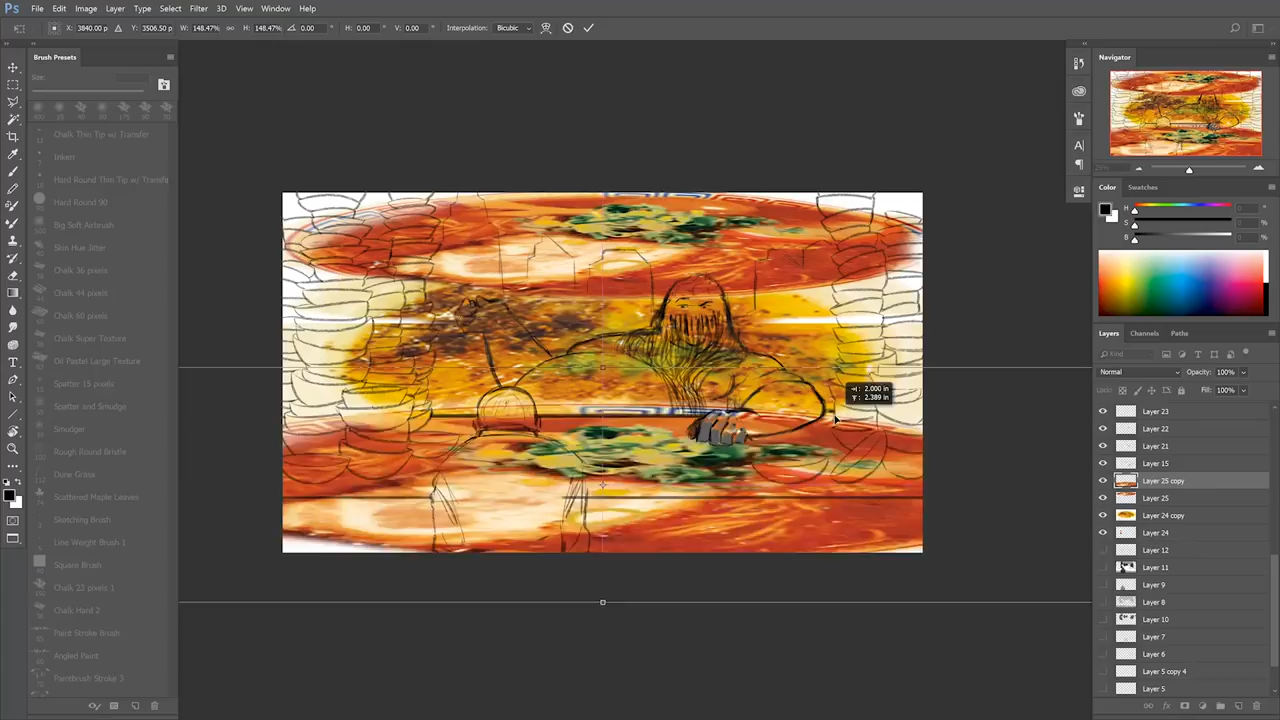 Ps File Edit Image Layer Type Select Filter 3D View Window Help
X: 3840.00 p Y: 3506.50 p W: 148.47% H: 148.47% 0.00 H: 0.00 V: 0.00 Interpolation: Bicubic
Brush Presets
Size:
Chalk Thin Tip w/ Transfer
Inkerr
Hard Round Thin Tip w/ Transfe
Hard Round 90
Big Soft Airbrush
Skin Hue Jitter
Chalk 36 pixels
Chalk 44 pixels
Chalk 60 pixels
Chalk Super Texture
Oil Pastel Large Texture
Spatter 15 pixels
Spatter and Smudge
Smudger
Rough Round Bristle
Dune Grass
Scattered Maple Leaves
Sketching Brush
Line Weight Brush 1
Square Brush
Chalk 23 pixels 1
Chalk Hard 2
Paint Stroke Brush
Angled Paint
Paintbrush Stroke 3
2.000 in
2.389 in
Navigator
Color Swatches
H 0 °
S 0 %
B 0 %
Layers Channels Paths
Kind
Normal Opacity: 100%
Lock: Fill: 100%
Layer 23
Layer 22
Layer 21
Layer 15
Layer 25 copy
Layer 25
Layer 24 copy
Layer 24
Layer 12
Layer 11
Layer 9
Layer 8
Layer 10
Layer 7
Layer 6
Layer 5 copy 4
Layer 5